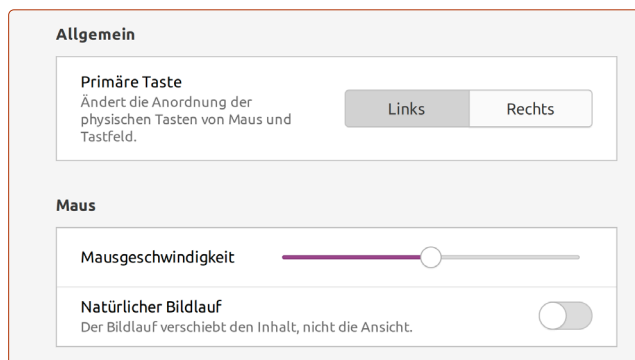 Allgemein
Primäre Taste
Ändert die Anordnung der
physischen Tasten von Maus und
Tastfeld.
Links
Rechts
Maus
Mausgeschwindigkeit
Natürlicher Bildlauf
Der Bildlauf verschiebt den Inhalt, nicht die Ansicht.